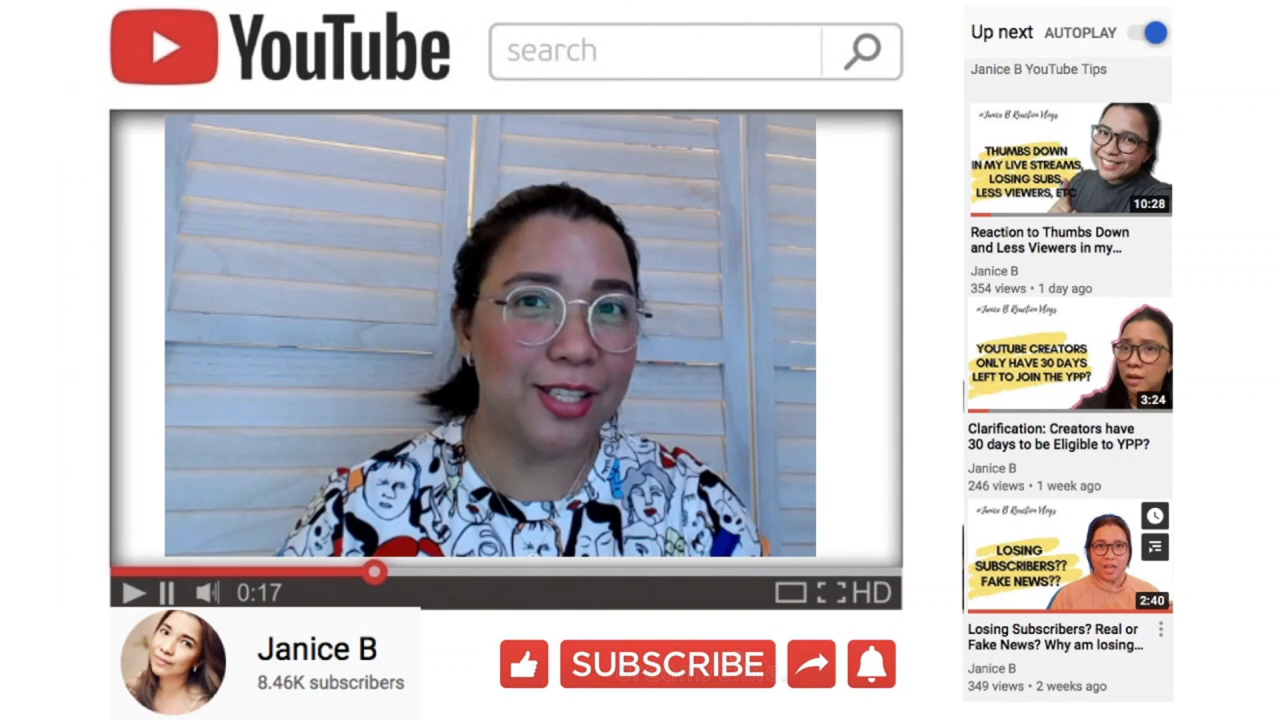 YouTube
search
0:17
HD
Janice B
8.46K subscribers
SUBSCRIBE
Up next AUTOPLAY
Janice B YouTube Tips
#Janice B Reaction Vlogs
THUMBS DOWN
IN MY LIVE STREAMS,
LOSING SUBS,
LESS VIEWERS, ETC
10:28
Reaction to Thumbs Down
and Less Viewers in my...
Janice B
354 views • 1 day ago
#Janice B Reaction Vlogs
YOUTUBE CREATORS
ONLY HAVE 30 DAYS
LEFT TO JOIN THE YPP?
3:24
Clarification: Creators have
30 days to be Eligible to YPP?
Janice B
246 views • 1 week ago
#Janice B Reaction Vlogs
LOSING
SUBSCRIBERS??
FAKE NEWS??
2:40
Losing Subscribers? Real or
Fake News? Why am losing...
Janice B
349 views • 2 weeks ago